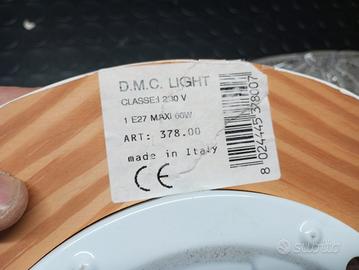 D.M.C. LIGHT
CLASSE:I 230 V
1 E27 MAXI 60W
ART: 378.00
made in Italy
CE
8 024445 378007
subito